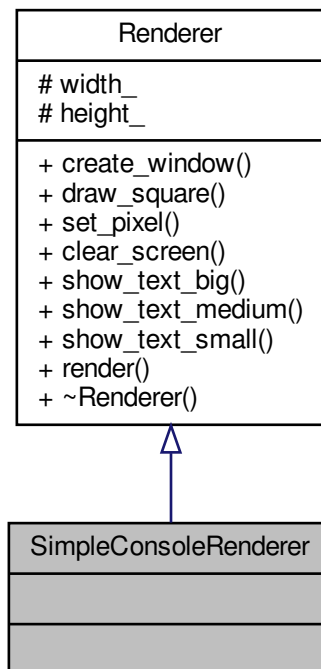 Renderer
# width_
# height_
+ create_window()
+ draw_square()
+ set_pixel()
+ clear_screen()
+ show_text_big()
+ show_text_medium()
+ show_text_small()
+ render()
+ ~Renderer()
SimpleConsoleRenderer